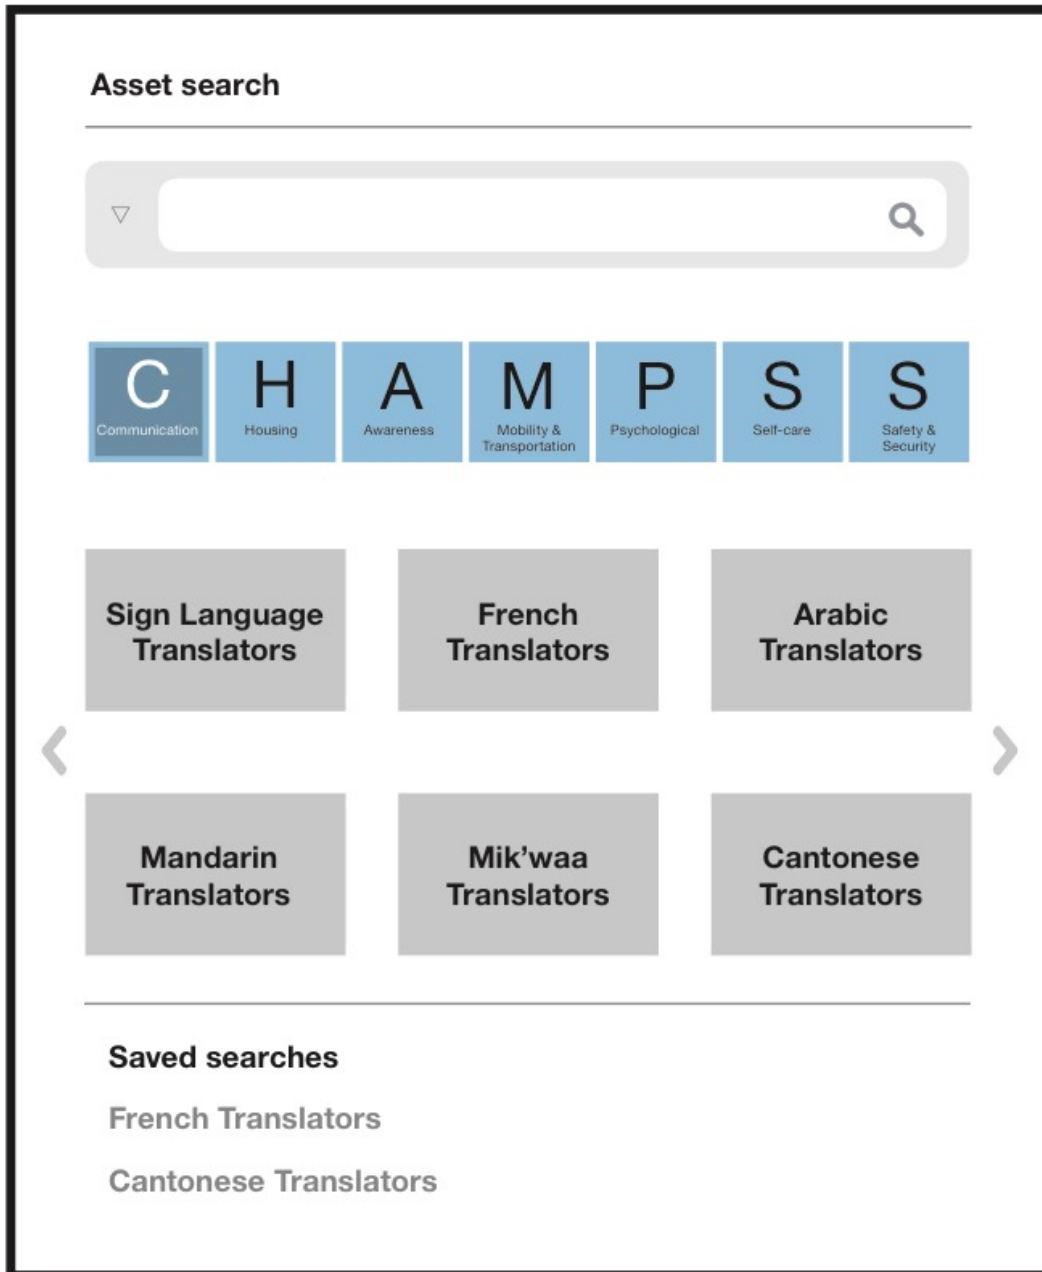 Asset search
C H A M P S S
Communication Housing Awareness Mobility & Psychological Self-care Safety &
Transportation Security
Sign Language French Arabic
Translators Translators Translators
Mandarin Mik’waa Cantonese
Translators Translators Translators
Saved searches
French Translators
Cantonese Translators